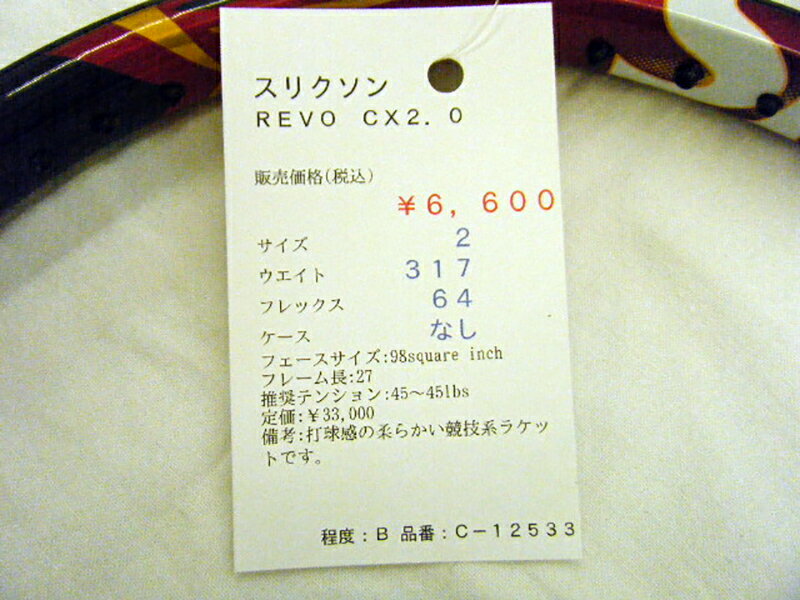 スリクソン
REVO CX2.0
販売価格(税込)
¥6,600
サイズ 2
ウエイト 317
フレックス 64
ケース なし
フェースサイズ:98square inch
フレーム長:27
推奨テンション:45～45lbs
定価:¥33,000
備考:打球感の柔らかい競技系ラケッ
トです。
程度:B 品番:C-12533